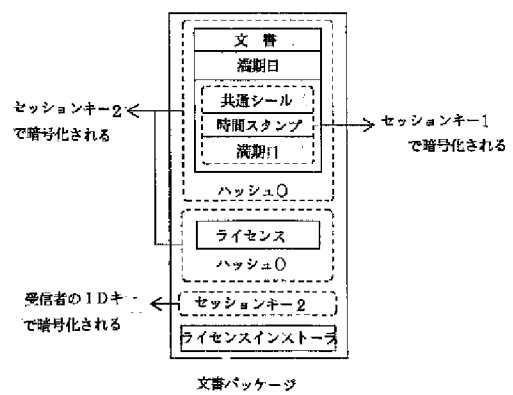 文 書
満期日
共通シール
時間スタンプ
満期日
ハッシュ()
セッションキー2
で暗号化される
セッションキー1
で暗号化される
ライセンス
ハッシュ()
受信者のIDキー
で暗号化される
セッションキー2
ライセンスインストーラ
文書パッケージ